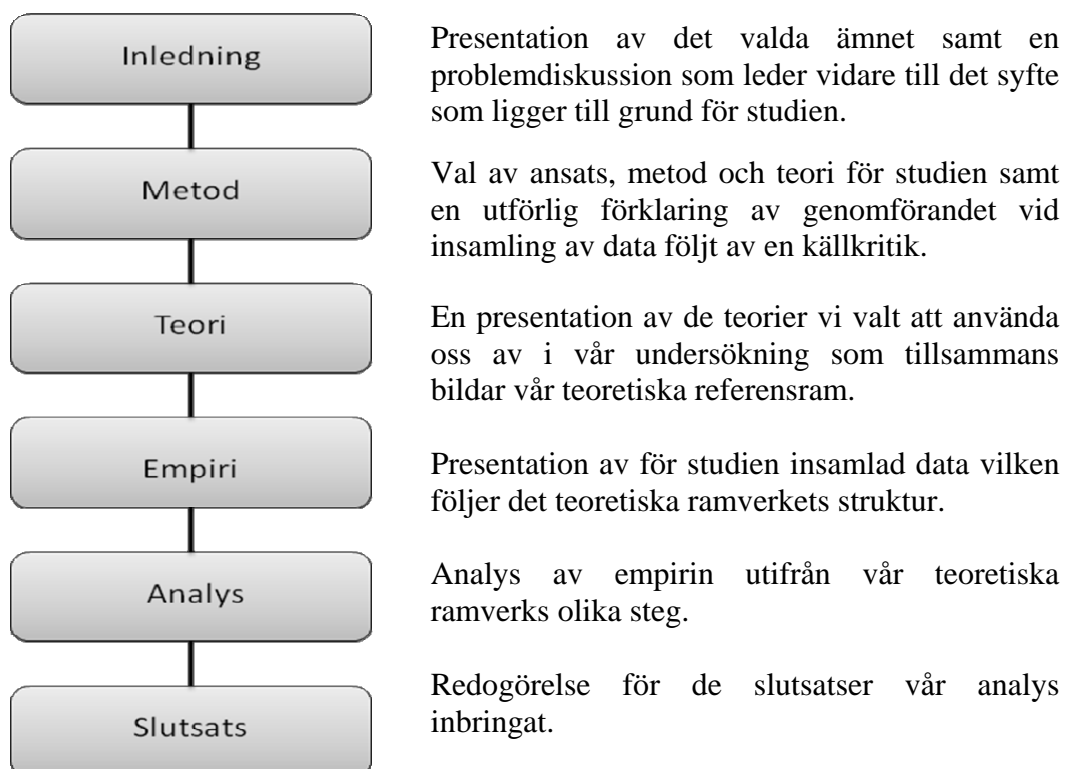 Inledning
Presentation av det valda ämnet samt en
problemdiskussion som leder vidare till det syfte
som ligger till grund för studien.
Metod
Val av ansats, metod och teori för studien samt
en utförlig förklaring av genomförandet vid
insamling av data följt av en källkritik.
Teori
En presentation av de teorier vi valt att använda
oss av i vår undersökning som tillsammans
bildar vår teoretiska referensram.
Empiri
Presentation av för studien insamlad data vilken
följer det teoretiska ramverkets struktur.
Analys
Analys av empirin utifrån vår teoretiska
ramverks olika steg.
Slutsats
Redogörelse för de slutsatser vår analys
inbringat.